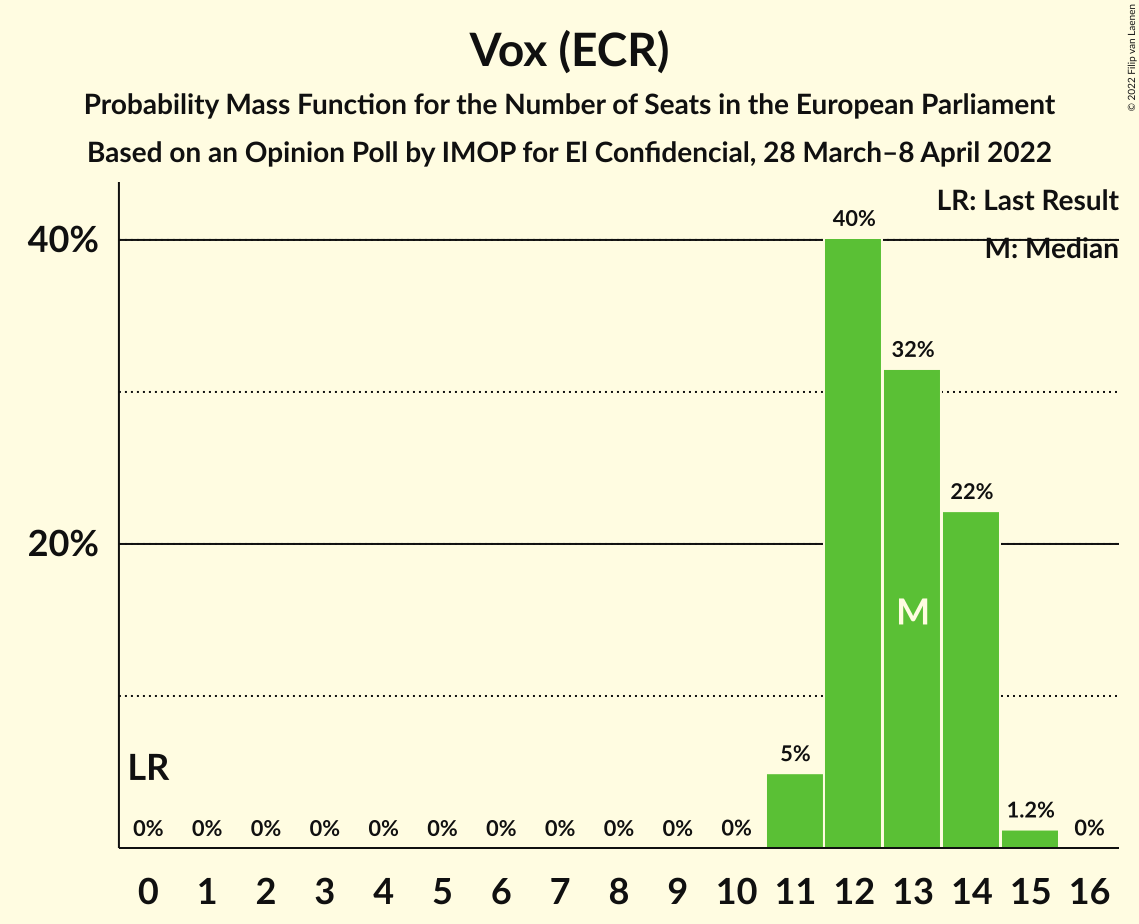 Vox (ECR)
Probability Mass Function for the Number of Seats in the European Parliament
Based on an Opinion Poll by IMOP for El Confidencial, 28 March–8 April 2022
© 2022 Filip van Laenen
LR: Last Result
M: Median
40%
20%
40%
32%
22%
M
5%
1.2%
LR
0% 0% 0% 0% 0% 0% 0% 0% 0% 0% 0% 0%
0 1 2 3 4 5 6 7 8 9 10 11 12 13 14 15 16